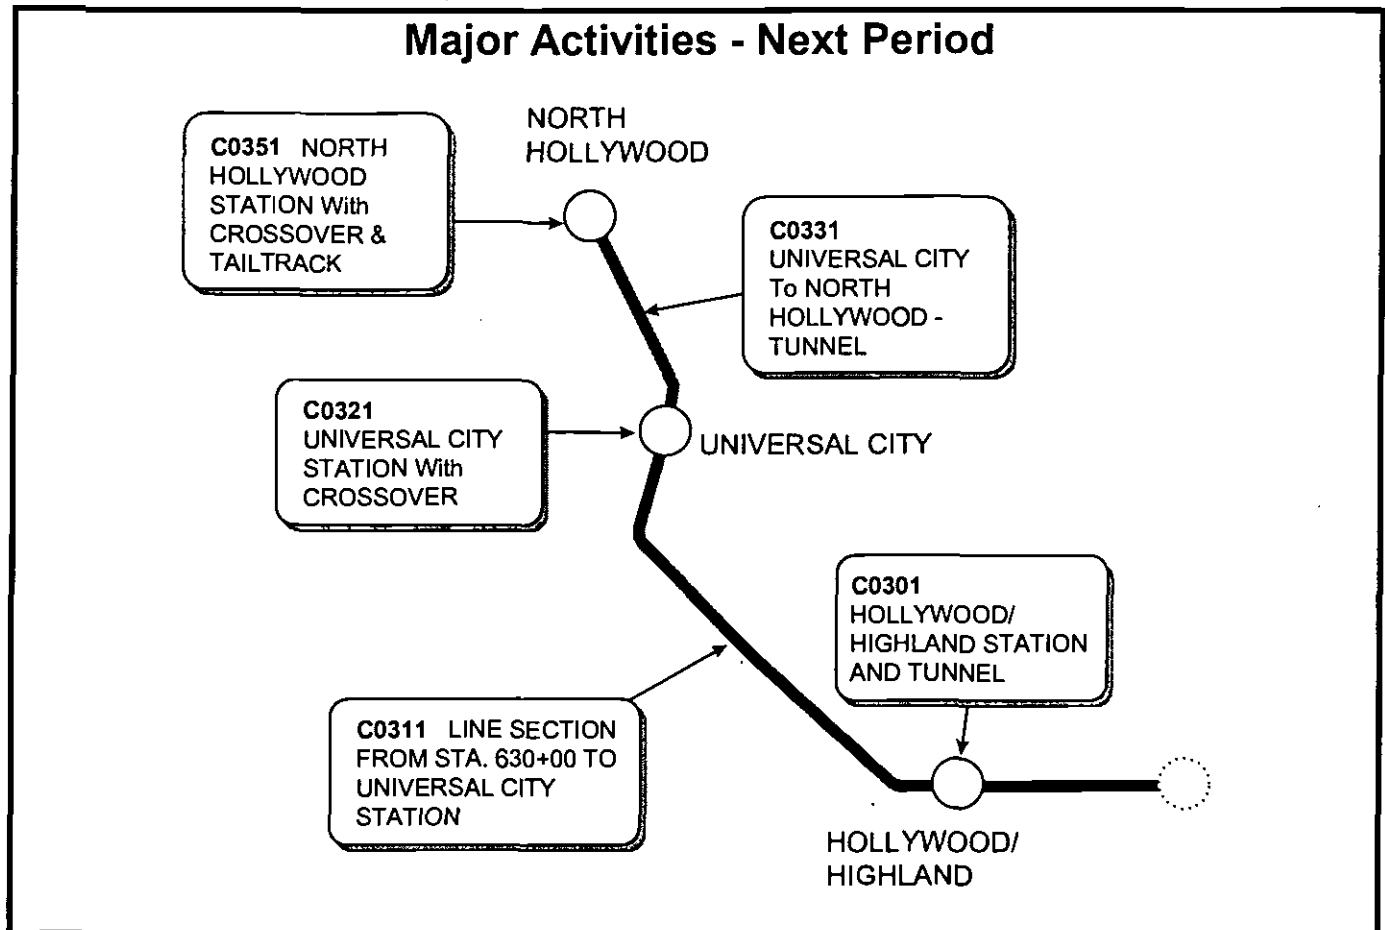 Major Activities - Next Period
NORTH
HOLLYWOOD
C0351 NORTH
HOLLYWOOD
STATION With
CROSSOVER &
TAILTRACK
C0331
UNIVERSAL CITY
To NORTH
HOLLYWOOD -
TUNNEL
C0321
UNIVERSAL CITY
STATION With
CROSSOVER
UNIVERSAL CITY
C0301
HOLLYWOOD/
HIGHLAND STATION
AND TUNNEL
C0311 LINE SECTION
FROM STA. 630+00 TO
UNIVERSAL CITY
STATION
HOLLYWOOD/
HIGHLAND